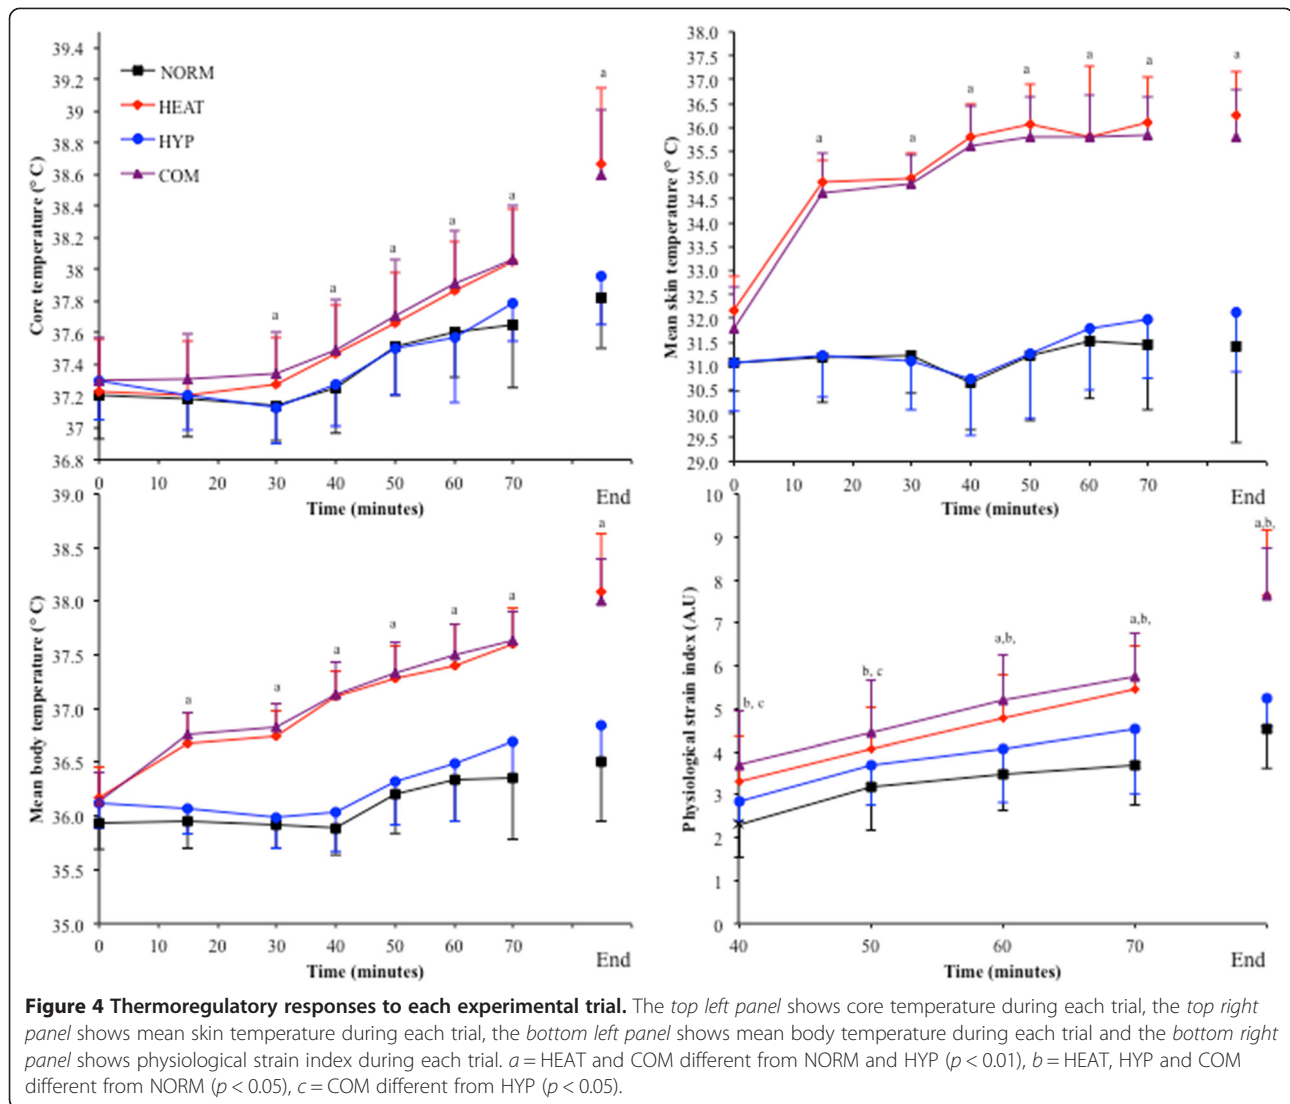 39.4
39.2
39
38.8
38.6
38.4
38.2
38
37.8
37.6
37.4
37.2
37
36.8
Core temperature (° C)
NORM
HEAT
HYP
COM
a
a
a
a
a
a
0
10
20
30
40
50
60
70
End
Time (minutes)
38.0
37.5
37.0
36.5
36.0
35.5
35.0
34.5
34.0
33.5
33.0
32.5
32.0
31.5
31.0
30.5
30.0
29.5
29.0
Mean skin temperature (° C)
a
a
a
a
a
a
a
0
10
20
30
40
50
60
70
End
Time (minutes)
39.0
38.5
38.0
37.5
37.0
36.5
36.0
35.5
35.0
Mean body temperature (° C)
a
a
a
a
a
a
a
0
10
20
30
40
50
60
70
End
Time (minutes)
10
9
8
7
6
5
4
3
2
1
0
Physiological strain index (A.U)
b, c
b, c
a,b,
a,b,
a,b,
40
50
60
70
End
Time (minutes)
Figure 4 Thermoregulatory responses to each experimental trial. The top left panel shows core temperature during each trial, the top right
panel shows mean skin temperature during each trial, the bottom left panel shows mean body temperature during each trial and the bottom right
panel shows physiological strain index during each trial. a = HEAT and COM different from NORM and HYP (p < 0.01), b = HEAT, HYP and COM
different from NORM (p < 0.05), c = COM different from HYP (p < 0.05).